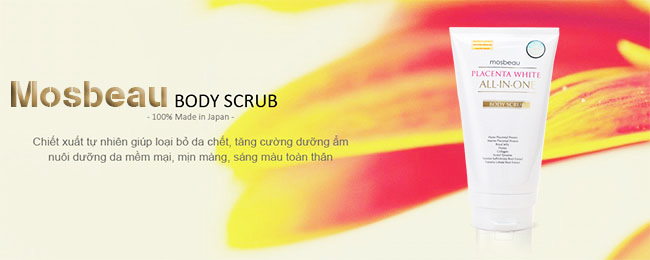 Mosbeau BODY SCRUB
- 100% Made in Japan -
Chiết xuất tự nhiên giúp loại bỏ da chết, tăng cường dưỡng ẩm
nuôi dưỡng da mềm mại, mịn màng, sáng màu toàn thân
mosbeau
PLACENTA WHITE
ALL-IN-ONE
BODY SCRUB